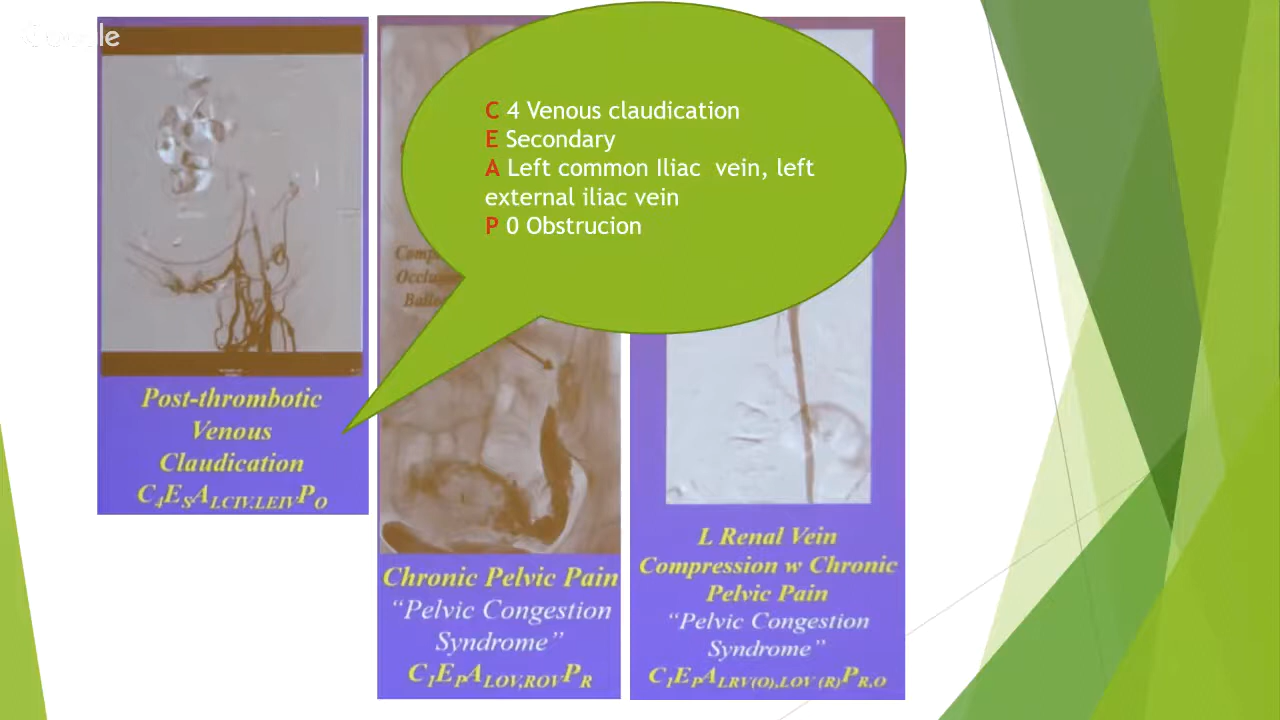 C 4 Venous claudication
E Secondary
A Left common Iliac vein, left
external iliac vein
P 0 Obstrucion
Post-thrombotic
Venous
Claudication
C4ESALCIV,LEIVPO
Chronic Pelvic Pain
“Pelvic Congestion
Syndrome”
C1EPALOV,ROVPR
L Renal Vein
Compression w Chronic
Pelvic Pain
“Pelvic Congestion
Syndrome”
C1EPALRV(O),LOV(R)PR,O